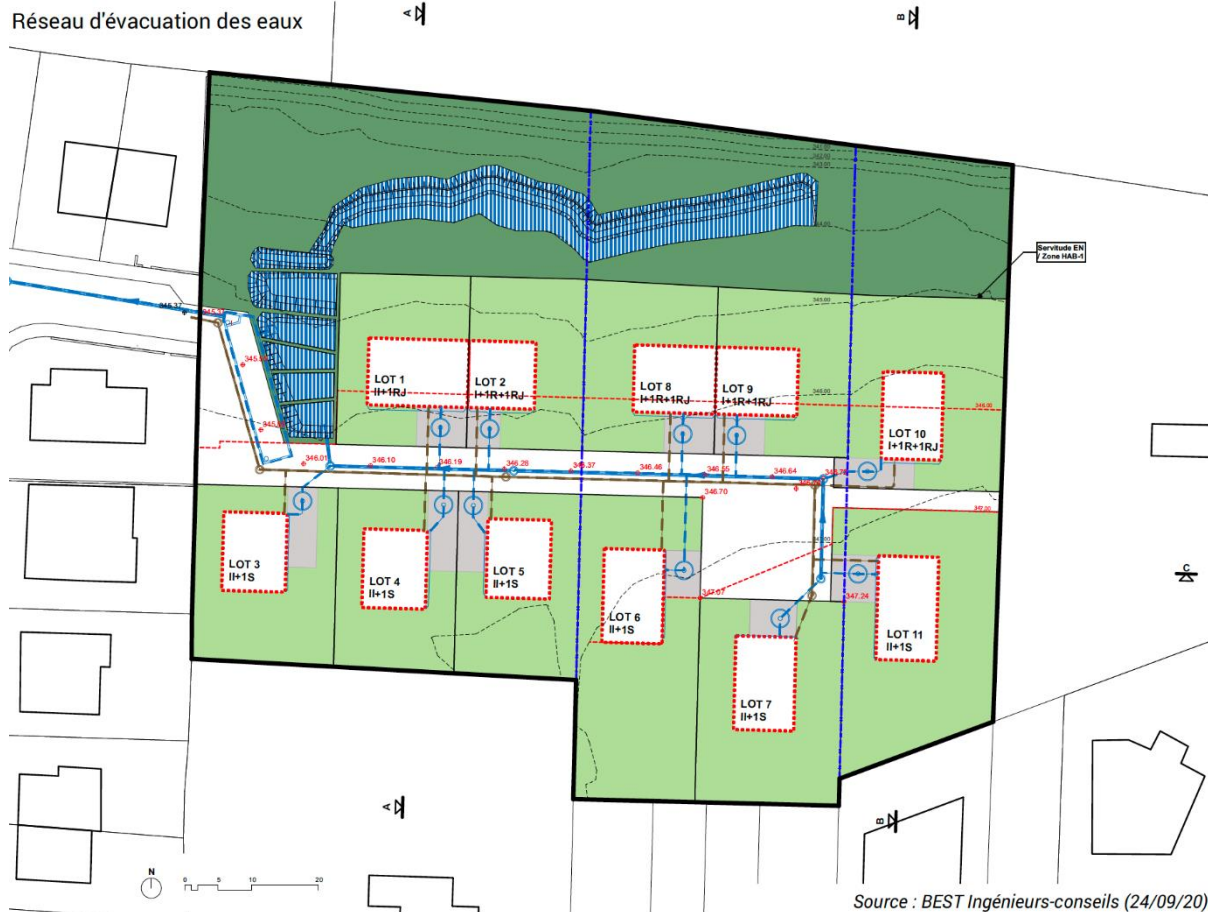 Réseau d'évacuation des eaux
A
B
Servitude EN
/ Zone HAB-1
345.37
LOT 1
II+1RJ
LOT 2
I+1R+1RJ
LOT 8
I+1R+1RJ
LOT 9
I+1R+1RJ
LOT 10
I+1R+1RJ
346.01
346.10
346.19
346.28
346.37
346.46
346.55
346.64
346.70
LOT 3
II+1S
LOT 4
II+1S
LOT 5
II+1S
LOT 6
II+1S
LOT 7
II+1S
LOT 11
II+1S
347.07
347.24
C
A
B
N
0 5 10 20
Source : BEST Ingénieurs-conseils (24/09/20)